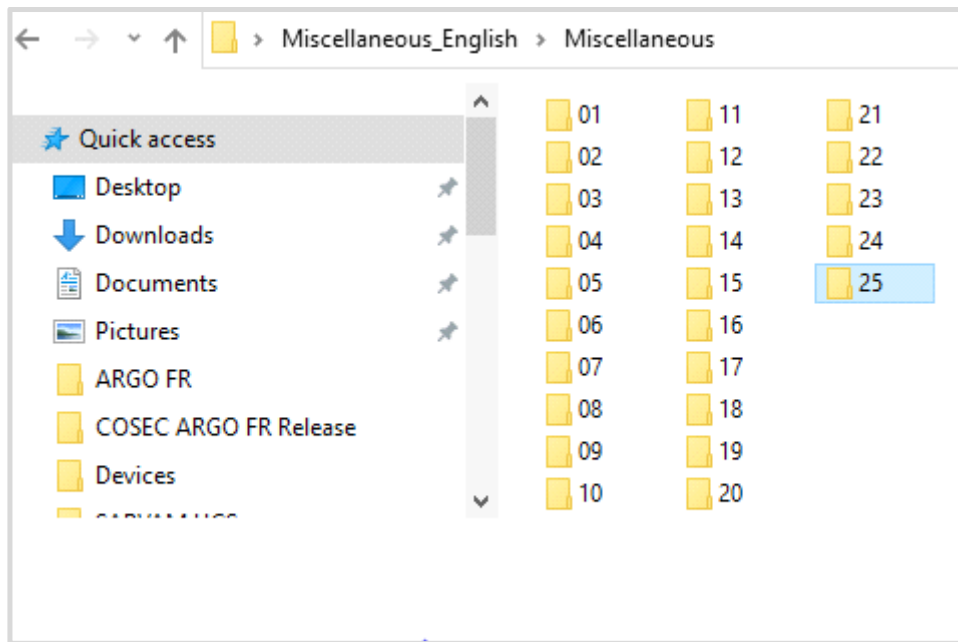 Miscellaneous_English > Miscellaneous
Quick access
Desktop
Downloads
Documents
Pictures
ARGO FR
COSEC ARGO FR Release
Devices
01 11 21
02 12 22
03 13 23
04 14 24
05 15 25
06 16
07 17
08 18
09 19
10 20